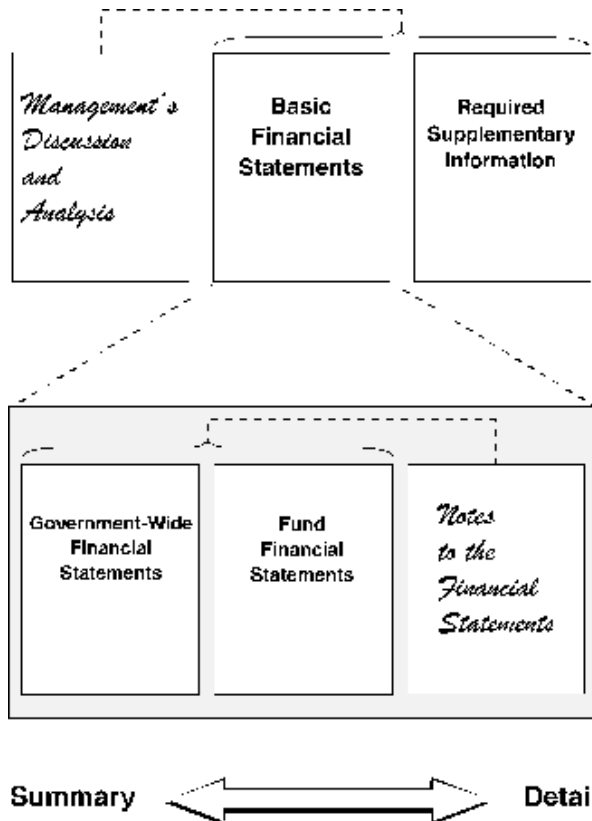 Management's
Discussion
and
Analysis
Basic
Financial
Statements
Required
Supplementary
Information
Government-Wide
Financial
Statements
Fund
Financial
Statements
Notes
to the
Financial
Statements
Summary
Detai